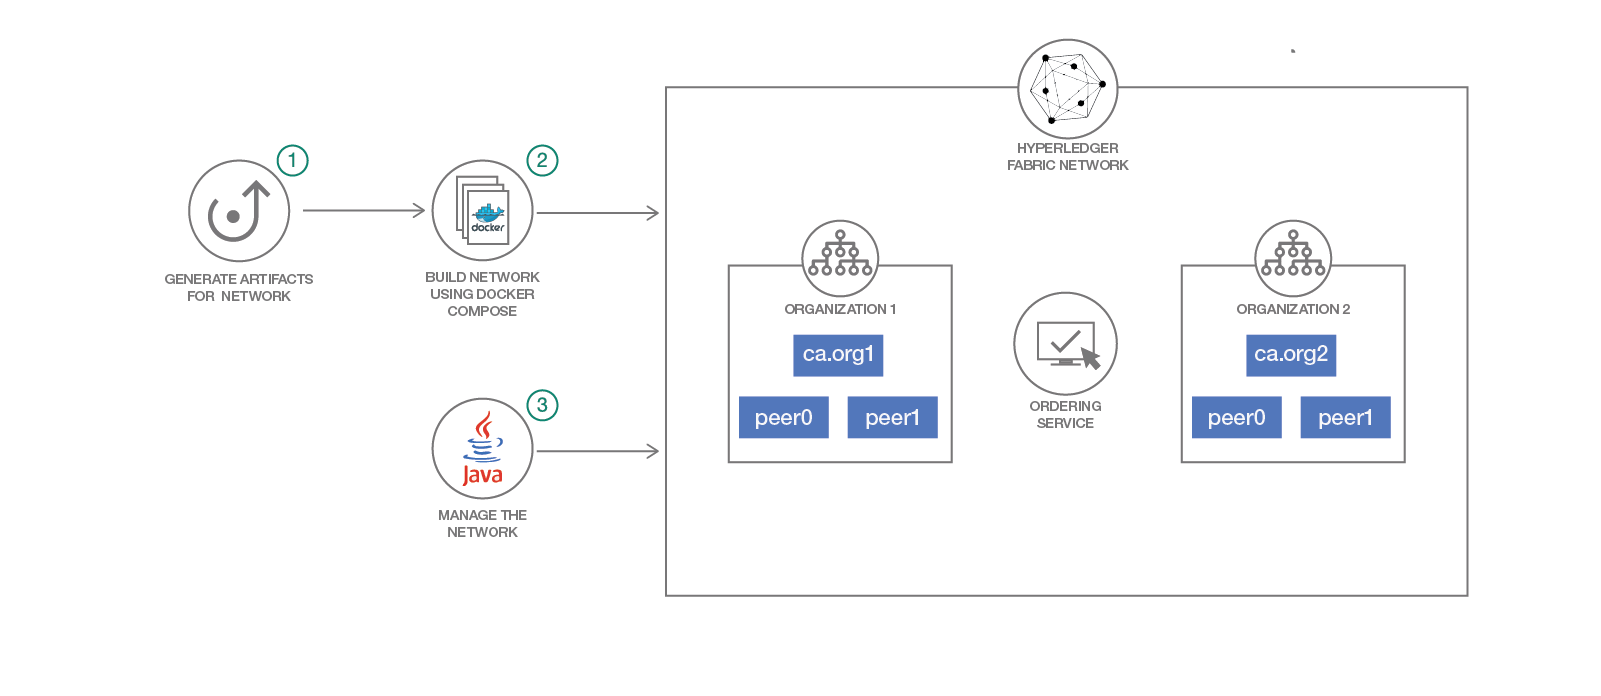 1
GENERATE ARTIFACTS
FOR NETWORK
2
docker
BUILD NETWORK
USING DOCKER
COMPOSE
3
Java
MANAGE THE
NETWORK
HYPERLEDGER
FABRIC NETWORK
ORGANIZATION 1
ca.org1
peer0 peer1
ORDERING
SERVICE
ORGANIZATION 2
ca.org2
peer0 peer1